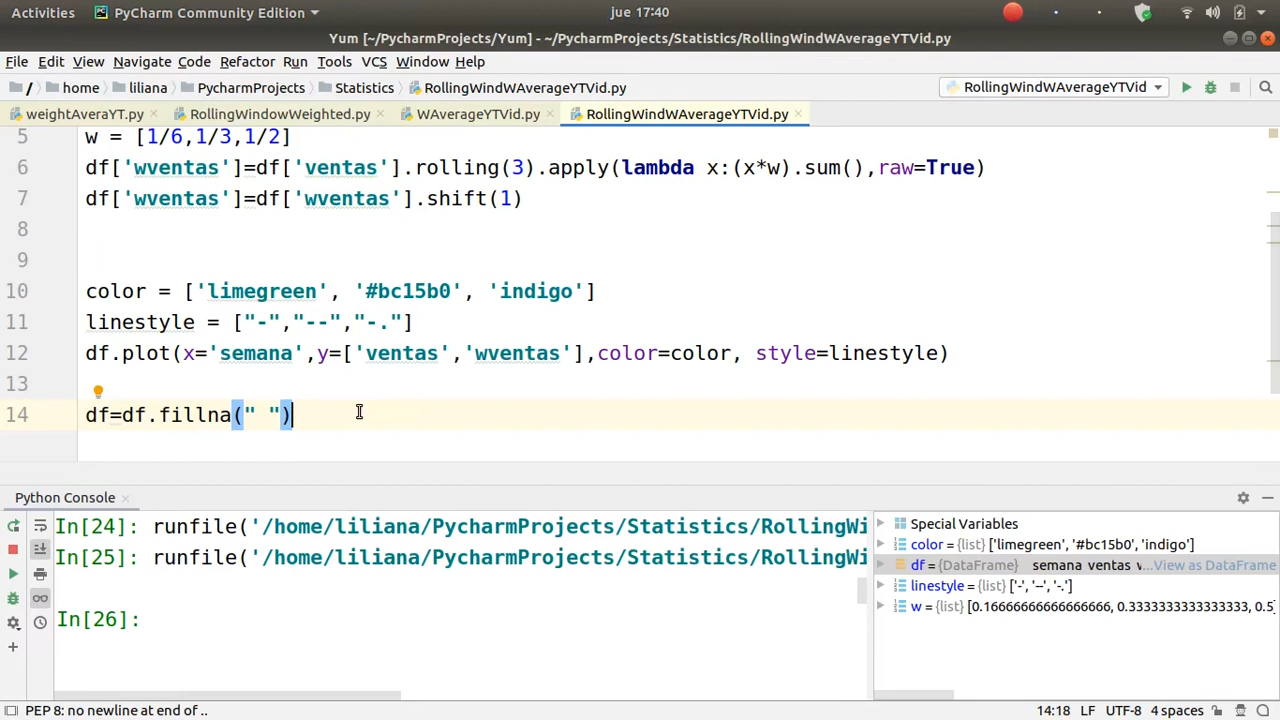 Activities PyCharm Community Edition jue 17:40
Yum [~/PycharmProjects/Yum] - ~/PycharmProjects/Statistics/RollingWindWAverageYTVid.py
File Edit View Navigate Code Refactor Run Tools VCS Window Help
/ home liliana PycharmProjects Statistics RollingWindWAverageYTVid.py RollingWindWAverageYTVid
weightAveraYT.py RollingWindowWeighted.py WAverageYTVid.py RollingWindWAverageYTVid.py
5 w = [1/6,1/3,1/2]
6 df['wventas']=df['ventas'].rolling(3).apply(lambda x:(x*w).sum(),raw=True)
7 df['wventas']=df['wventas'].shift(1)
8
9
10 color = ['limegreen', '#bc15b0', 'indigo']
11 linestyle = ["-","--","-."]
12 df.plot(x='semana',y=['ventas','wventas'],color=color, style=linestyle)
13
14 df=df.fillna(" ")
Python Console
In[24]: runfile('/home/liliana/PycharmProjects/Statistics/RollingWi
In[25]: runfile('/home/liliana/PycharmProjects/Statistics/RollingWi
In[26]:
Special Variables
color = {list} ['limegreen', '#bc15b0', 'indigo']
df = {DataFrame} semana ventas v...View as DataFrame
linestyle = {list} ['-', '--', '-.']
w = {list} [0.16666666666666666, 0.3333333333333333, 0.5]
PEP 8: no newline at end of .. 14:18 LF UTF-8 4 spaces